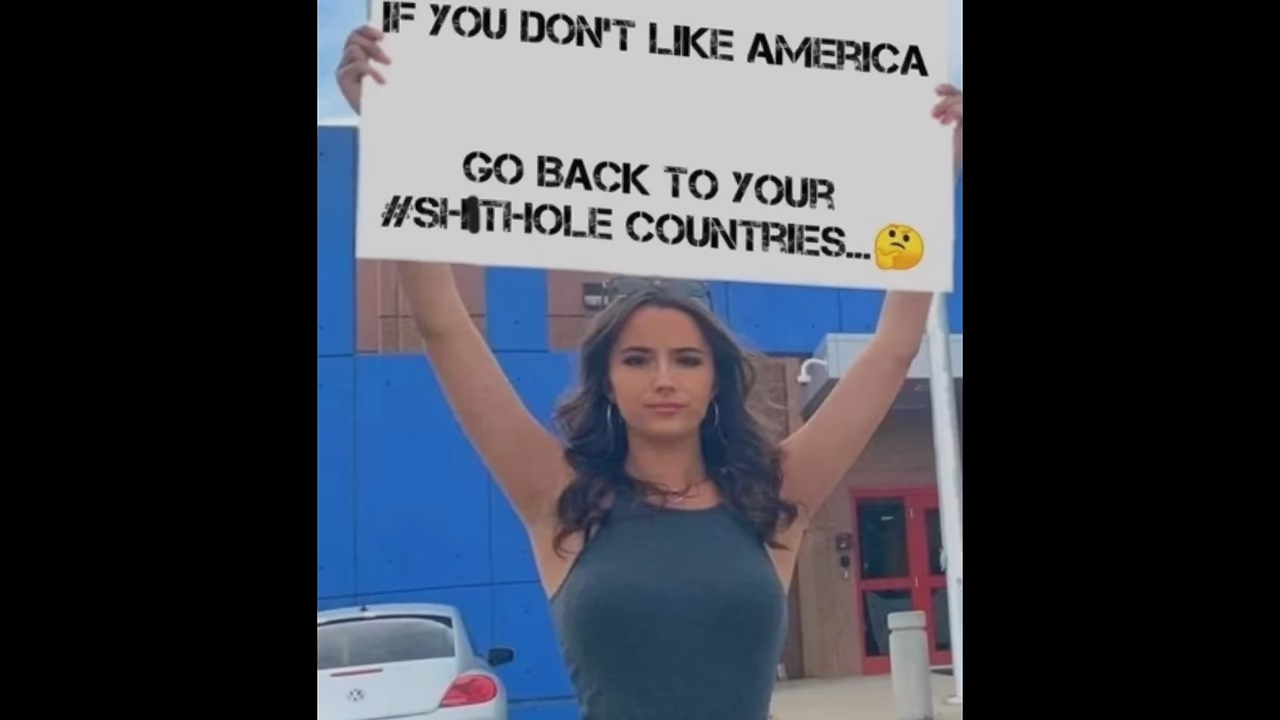 IF YOU DON'T LIKE AMERICA
GO BACK TO YOUR
#SHITHOLE COUNTRIES...🤔